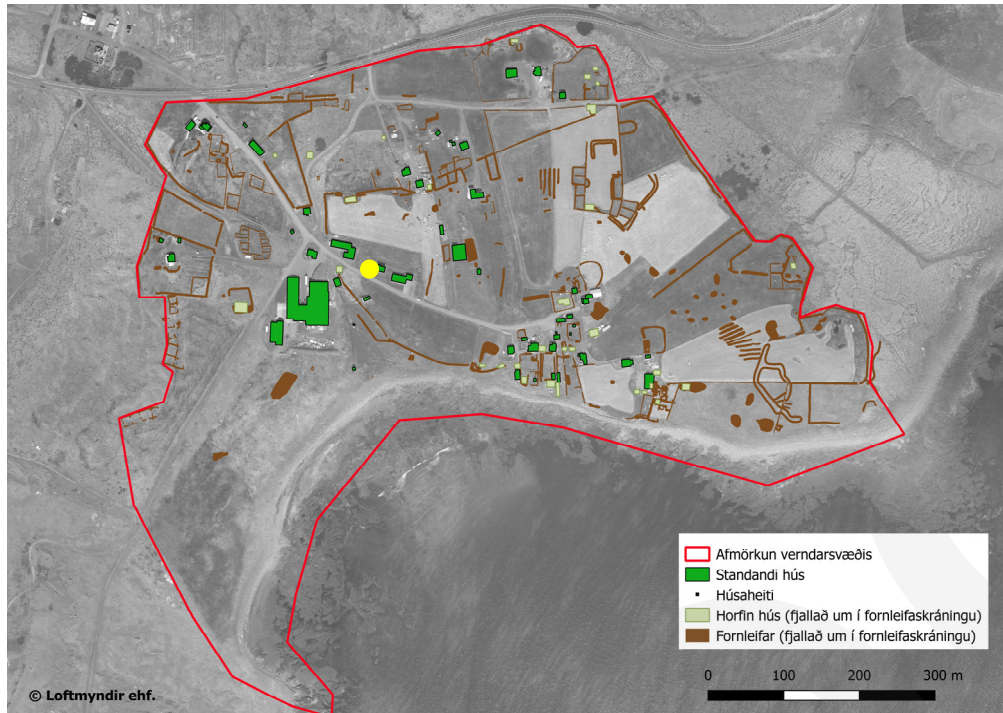 Afmörkun verndarsvæðis
Standandi hús
Húsaheiti
Horfin hús (fjallað um í fornleifaskráningu)
Fornleifar (fjallað um í fornleifaskráningu)
0 100 200 300 m
© Loftmyndir ehf.